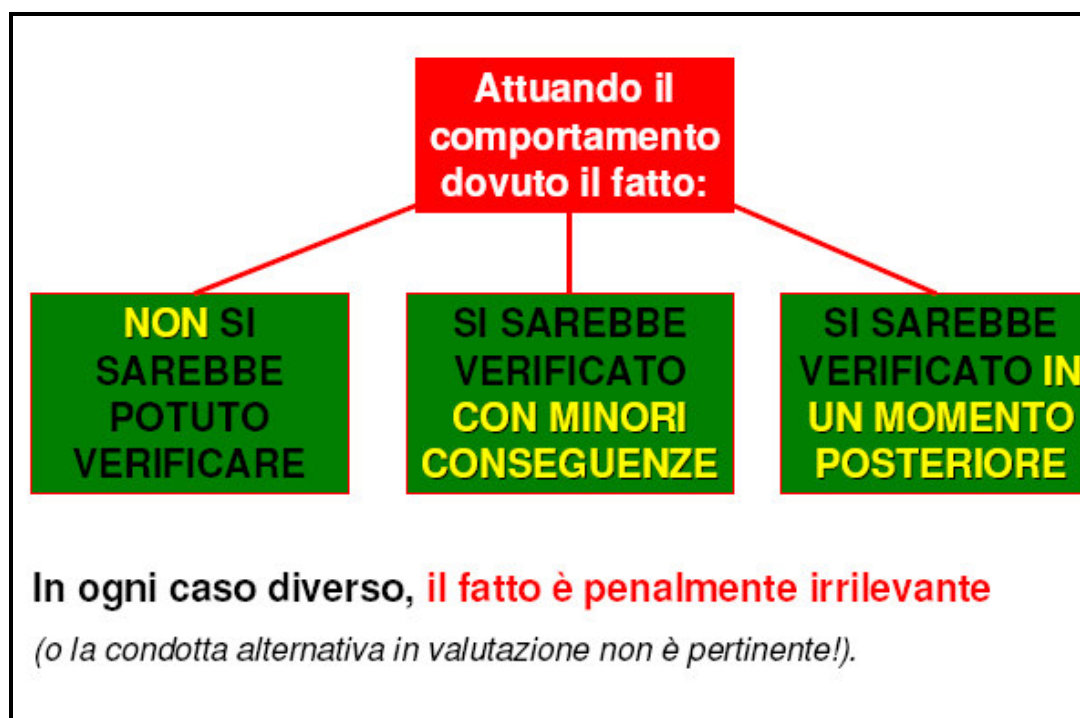 Attuando il
comportamento
dovuto il fatto:
NON SI
SAREBBE
POTUTO
VERIFICARE
SI SAREBBE
VERIFICATO
CON MINORI
CONSEGUENZE
SI SAREBBE
VERIFICATO IN
UN MOMENTO
POSTERIORE
In ogni caso diverso, il fatto è penalmente irrilevante
(o la condotta alternativa in valutazione non è pertinente!).